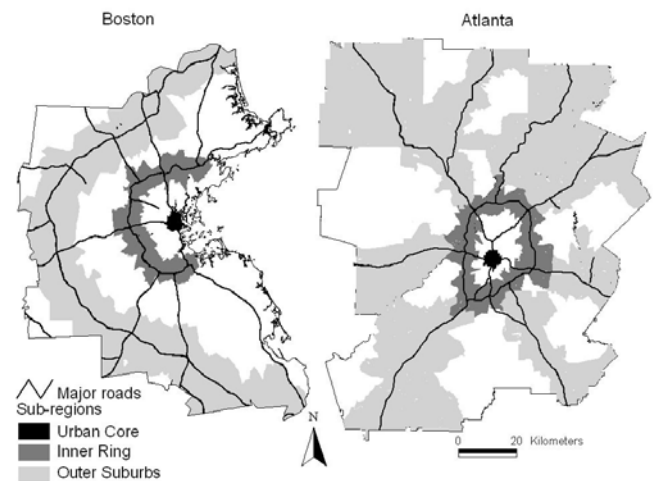 Boston
Atlanta
Major roads
Sub-regions
Urban Core
Inner Ring
Outer Suburbs
N
0 20 Kilometers